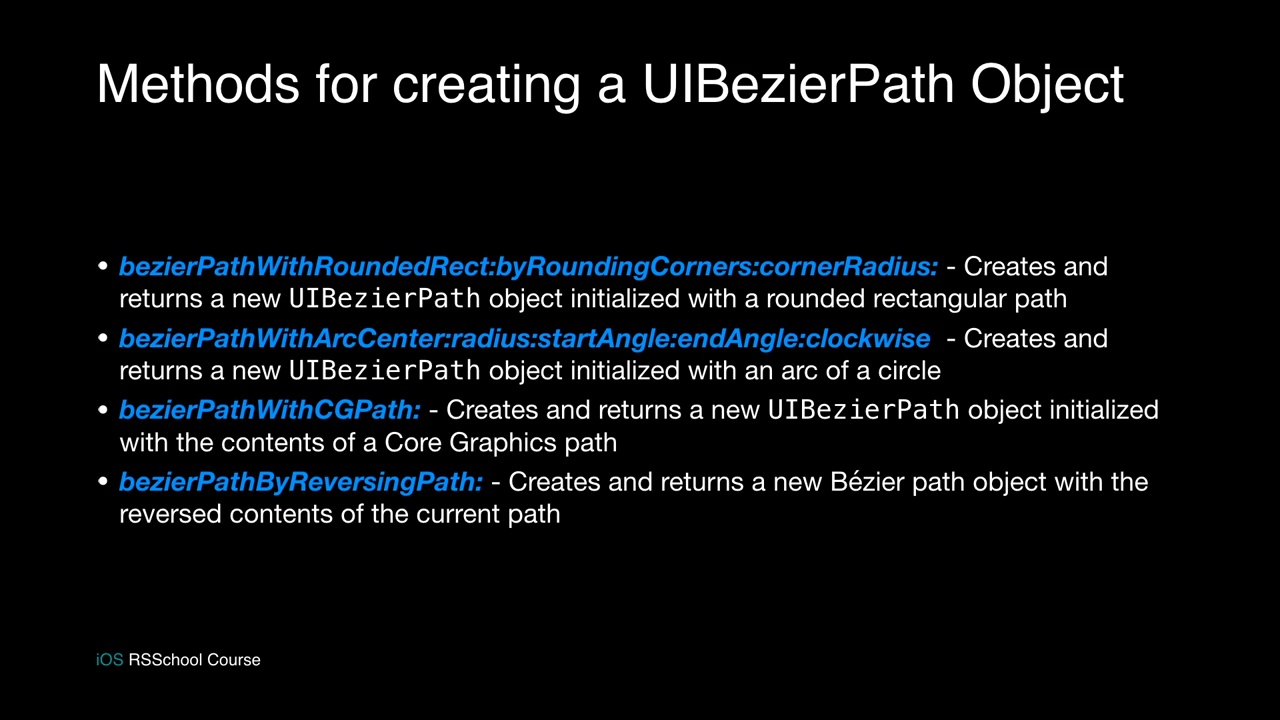 Methods for creating a UIBezierPath Object
• bezierPathWithRoundedRect:byRoundingCorners:cornerRadius: - Creates and
returns a new UIBezierPath object initialized with a rounded rectangular path
• bezierPathWithArcCenter:radius:startAngle:endAngle:clockwise - Creates and
returns a new UIBezierPath object initialized with an arc of a circle
• bezierPathWithCGPath: - Creates and returns a new UIBezierPath object initialized
with the contents of a Core Graphics path
• bezierPathByReversingPath: - Creates and returns a new Bézier path object with the
reversed contents of the current path
iOS RSSchool Course